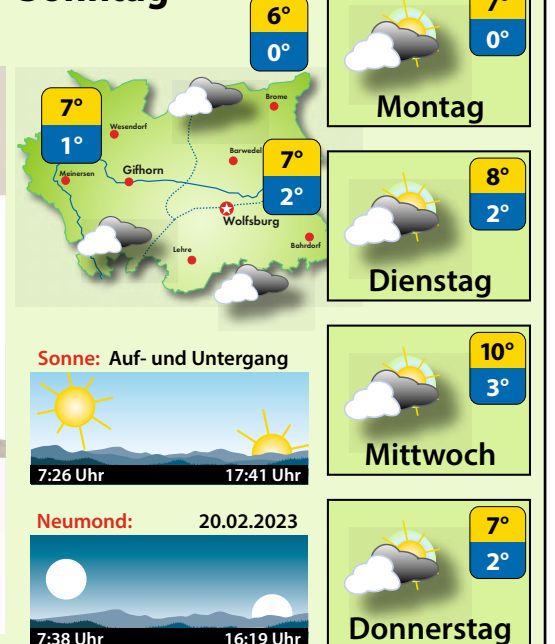 Sonntag
6°
0°
7°
1°
Brome
Wesendorf
Barwedel
Meinersen
Gifhorn
7°
2°
Wolfsburg
Lehre
Bahrdorf
Sonne: Auf- und Untergang
7:26 Uhr 17:41 Uhr
Neumond: 20.02.2023
7:38 Uhr 16:19 Uhr
7°
0°
Montag
8°
2°
Dienstag
10°
3°
Mittwoch
7°
2°
Donnerstag